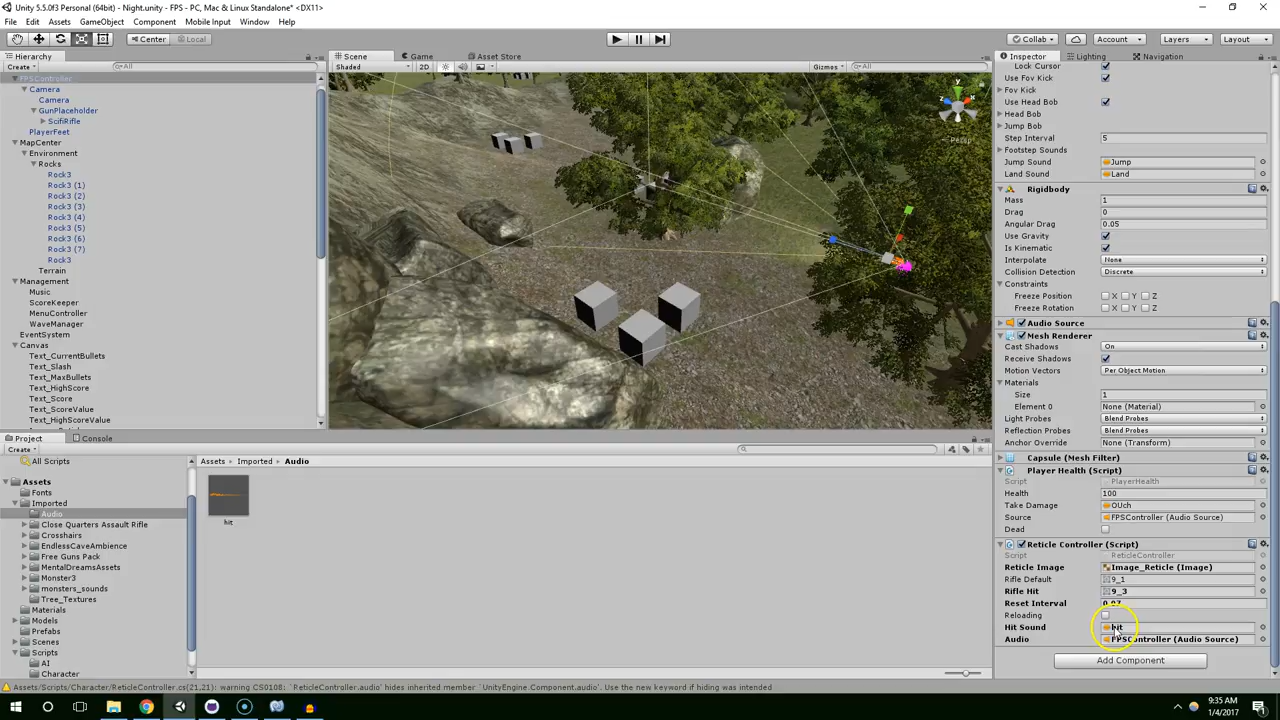 Unity 5.5.0f3 Personal (64bit) - Night.unity - FPS - PC, Mac & Linux Standalone* <DX11>
File Edit Assets GameObject Component Mobile Input Window Help
Center Local Collab Account Layers Layout
Hierarchy
Create All
FPSController
Camera
Camera
GunPlaceholder
ScifiRifle
PlayerFeet
MapCenter
Environment
Rocks
Rock3
Rock3 (1)
Rock3 (2)
Rock3 (3)
Rock3 (4)
Rock3 (5)
Rock3 (6)
Rock3 (7)
Rock3
Terrain
Management
Music
ScoreKeeper
MenuController
WaveManager
EventSystem
Canvas
Text_CurrentBullets
Text_Slash
Text_MaxBullets
Text_HighScore
Text_Score
Text_ScoreValue
Text_HighScoreValue
Scene Game Asset Store
Shaded 2D Gizmos All
y
x
z
Persp
Project Console
Create
All Scripts
Assets
Fonts
Imported
Audio
Close Quarters Assault Rifle
Crosshairs
EndlessCaveAmbience
Free Guns Pack
MentalDreamsAssets
Monster3
monsters_sounds
Tree_Textures
Materials
Models
Prefabs
Scenes
Scripts
AI
Character
Assets Imported Audio
hit
Inspector Lighting Navigation
Lock Cursor
Use Fov Kick
Fov Kick
Use Head Bob
Head Bob
Jump Bob
Step Interval 5
Footstep Sounds
Jump Sound Jump
Land Sound Land
Rigidbody
Mass 1
Drag 0
Angular Drag 0.05
Use Gravity
Is Kinematic
Interpolate None
Collision Detection Discrete
Constraints
Freeze Position X Y Z
Freeze Rotation X Y Z
Audio Source
Mesh Renderer
Cast Shadows On
Receive Shadows
Motion Vectors Per Object Motion
Materials
Size 1
Element 0 None (Material)
Light Probes Blend Probes
Reflection Probes Blend Probes
Anchor Override None (Transform)
Capsule (Mesh Filter)
Player Health (Script)
Script PlayerHealth
Health 100
Take Damage OUch
Source FPSController (Audio Source)
Dead
Reticle Controller (Script)
Script ReticleController
Reticle Image Image_Reticle (Image)
Rifle Default 9_1
Rifle Hit 9_3
Reset Interval 0.07
Reloading
Hit Sound hit
Audio FPSController (Audio Source)
Add Component
Assets/Scripts/Character/ReticleController.cs(21,21): warning CS0108: `ReticleController.audio' hides inherited member `UnityEngine.Component.audio'. Use the new keyword if hiding was intended
9:35 AM
1/4/2017